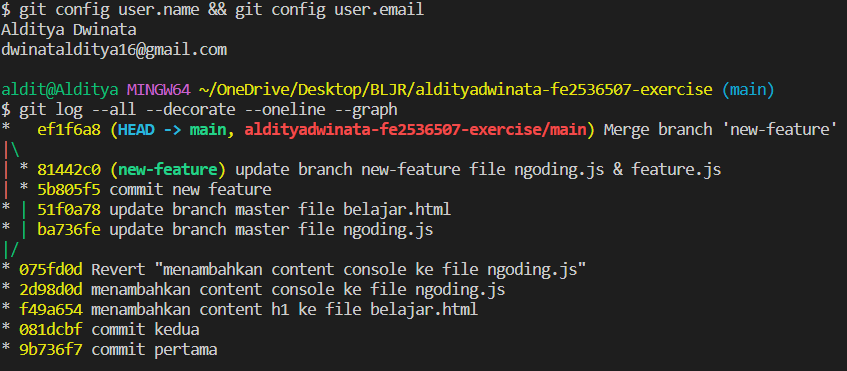 $ git config user.name && git config user.email
Alditya Dwinata
dwinatalditya16@gmail.com
aldit@Alditya MINGW64 ~/OneDrive/Desktop/BLJR/aldityadwinata-fe2536507-exercise (main)
$ git log --all --decorate --oneline --graph
*   ef1f6a8 (HEAD -> main, aldityadwinata-fe2536507-exercise/main) Merge branch 'new-feature'
|\
| * 81442c0 (new-feature) update branch new-feature file ngoding.js & feature.js
| * 5b805f5 commit new feature
* | 51f0a78 update branch master file belajar.html
* | ba736fe update branch master file ngoding.js
|/
* 075fd0d Revert "menambahkan content console ke file ngoding.js"
* 2d98d0d menambahkan content console ke file ngoding.js
* f49a654 menambahkan content h1 ke file belajar.html
* 081dcbf commit kedua
* 9b736f7 commit pertama